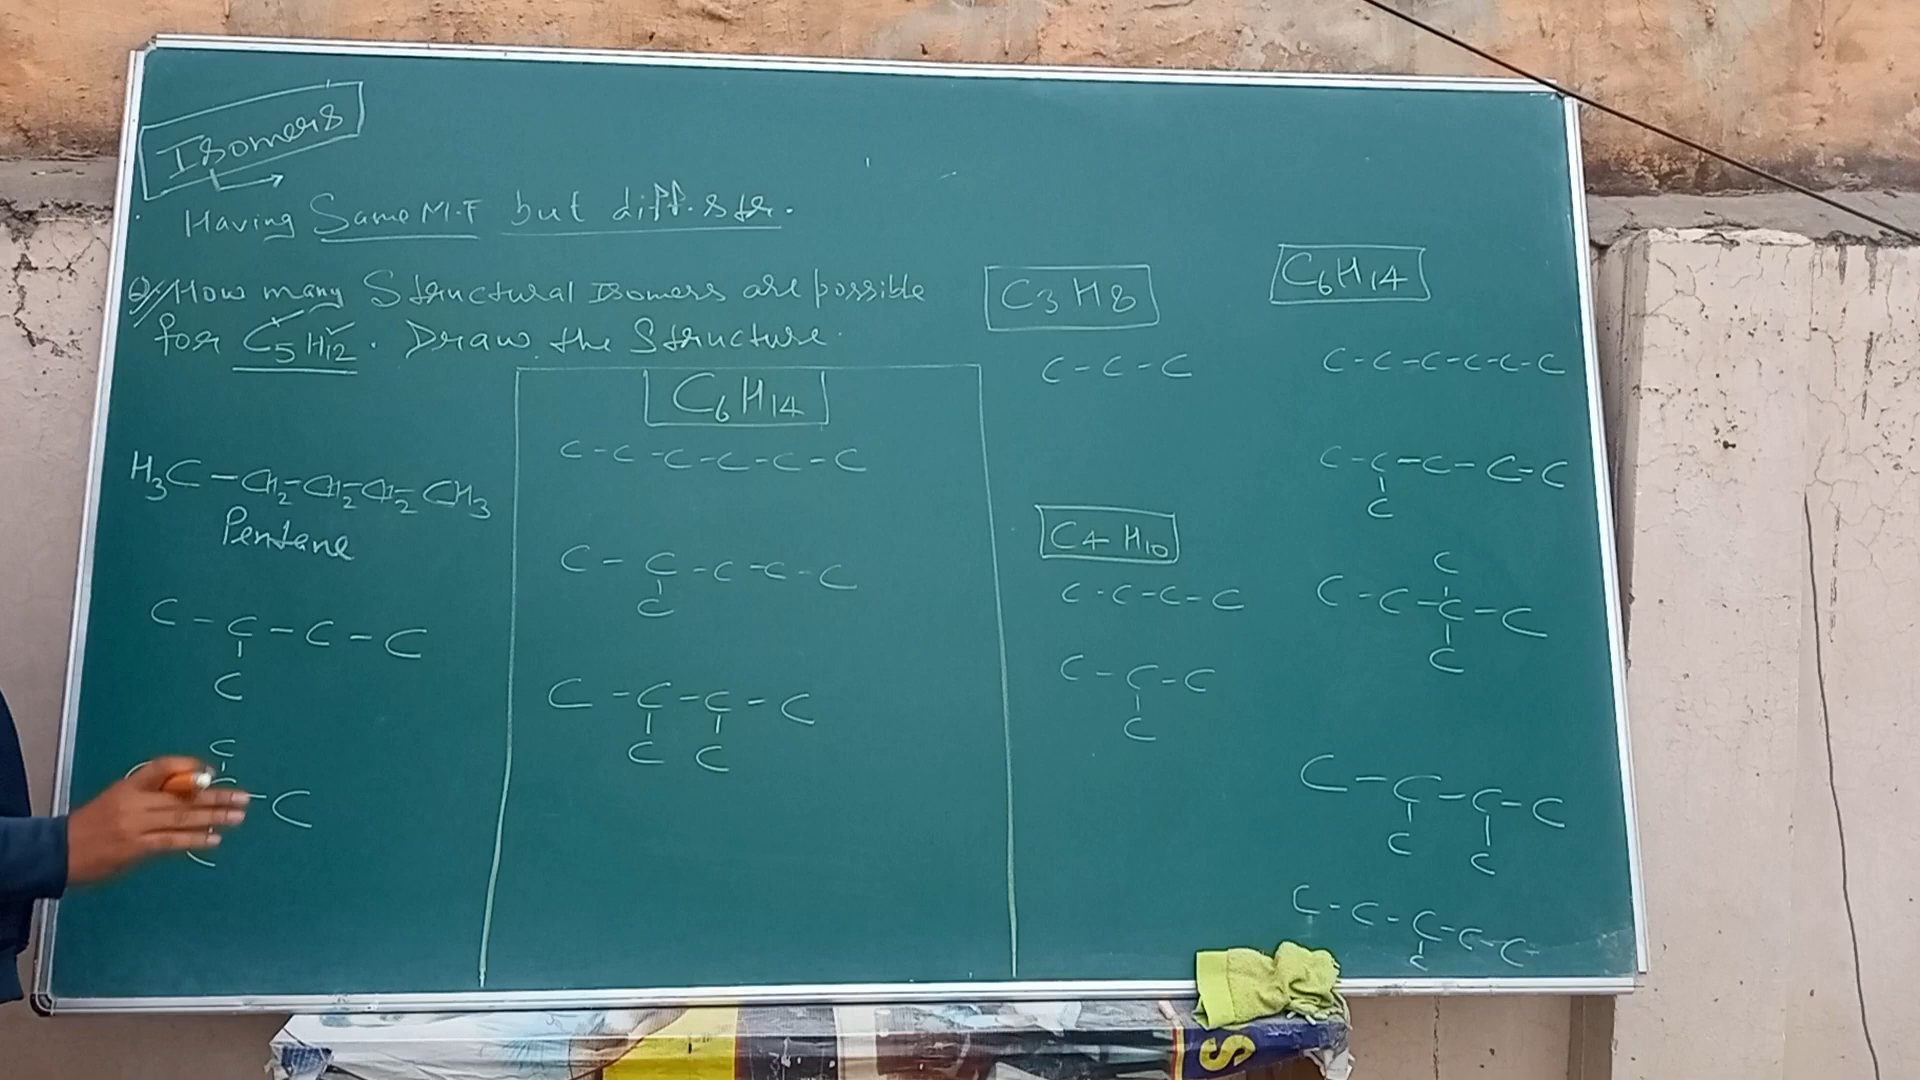 Isomers
Having Same M.F but diff. str.
Q// How many Structural Isomers are possible
for C5H12. Draw the Structure.
H3C-CH2-CH2-CH2-CH3
Pentane
C-C-C-C
C
C
-C
C
C6H14
C-C-C-C-C-C
C-C-C-C-C
C
C-C-C-C
C C
C3H8
C-C-C
C4H10
C-C-C-C
C-C-C
C
C6H14
C-C-C-C-C-C
C-C-C-C-C
C
C
C-C-C-C
C
C-C-C-C
C C
C-C-C-C-C
C
S